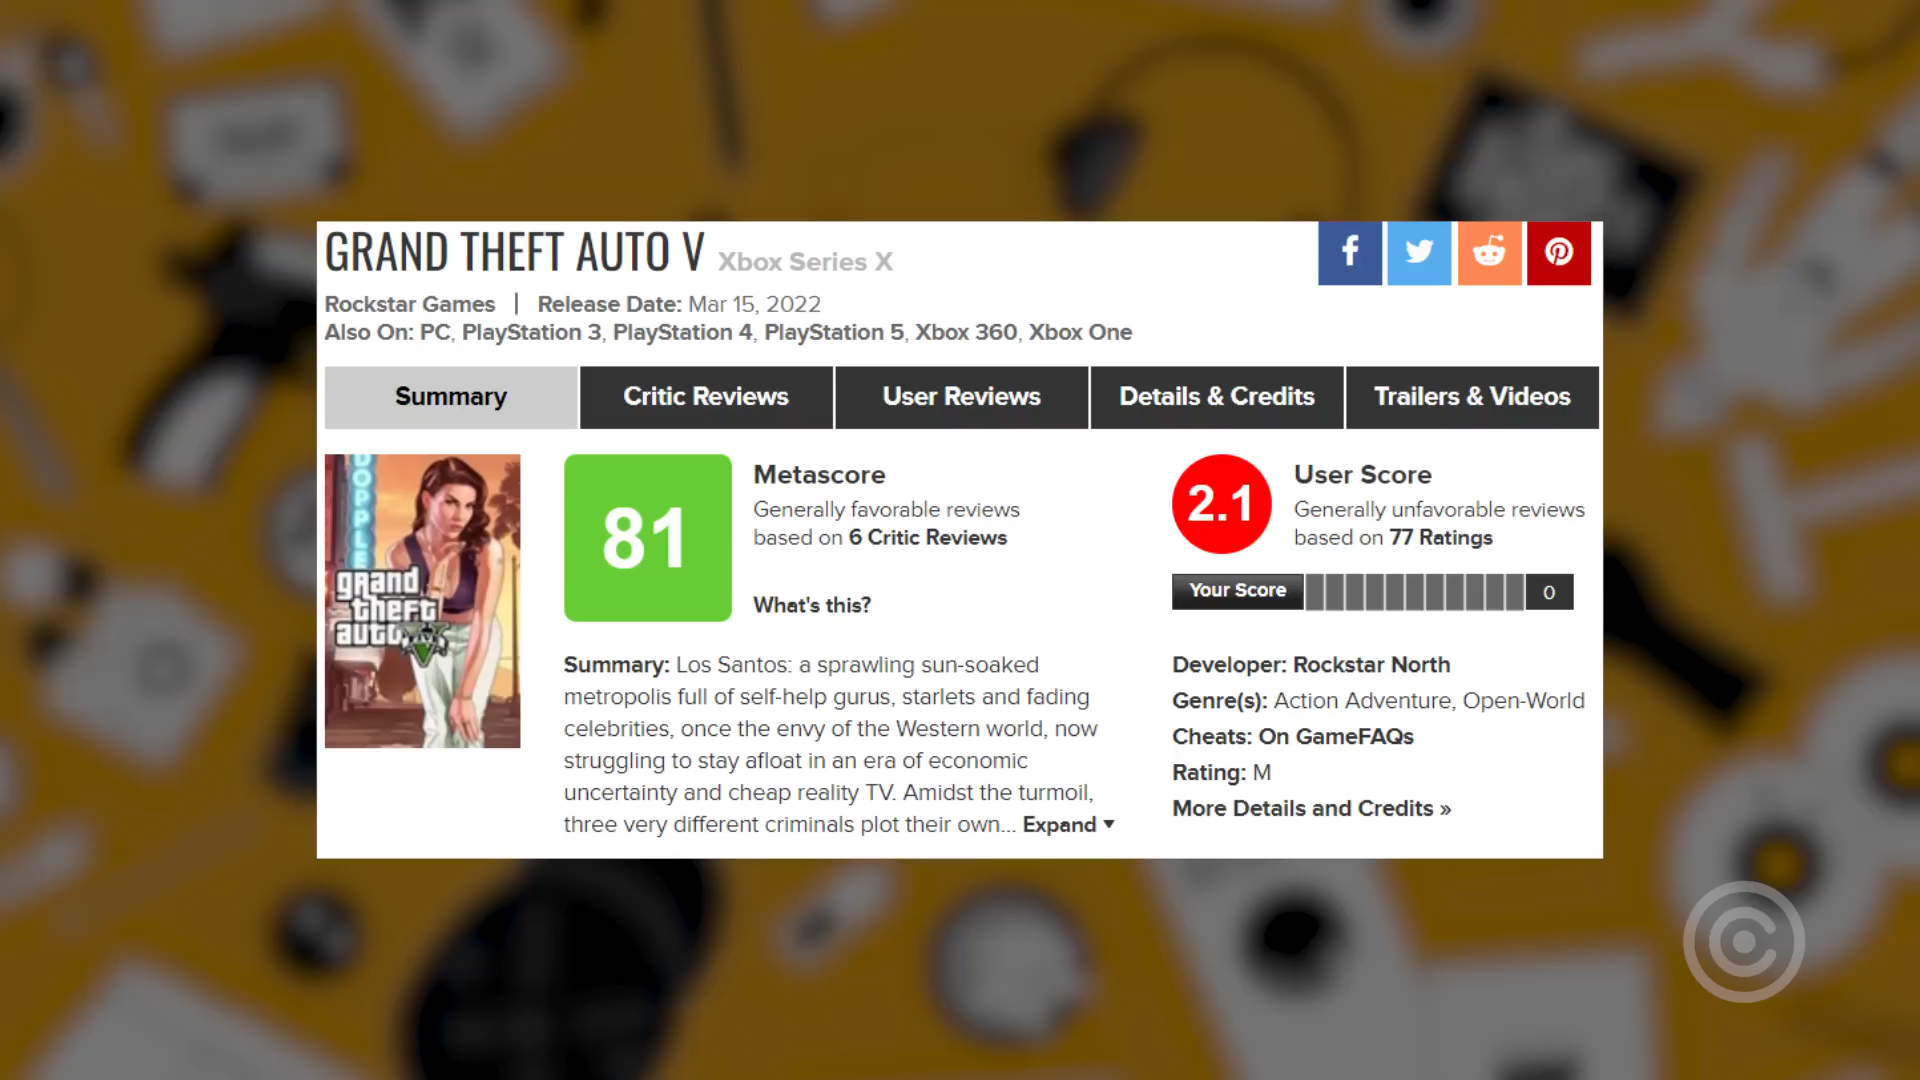 GRAND THEFT AUTO V Xbox Series X
Rockstar Games | Release Date: Mar 15, 2022
Also On: PC, PlayStation 3, PlayStation 4, PlayStation 5, Xbox 360, Xbox One
Summary
Critic Reviews
User Reviews
Details & Credits
Trailers & Videos
DOPPLE
grand
theft
auto V
81
Metascore
Generally favorable reviews
based on 6 Critic Reviews
What's this?
Summary: Los Santos: a sprawling sun-soaked
metropolis full of self-help gurus, starlets and fading
celebrities, once the envy of the Western world, now
struggling to stay afloat in an era of economic
uncertainty and cheap reality TV. Amidst the turmoil,
three very different criminals plot their own... Expand ▼
2.1
User Score
Generally unfavorable reviews
based on 77 Ratings
Your Score
0
Developer: Rockstar North
Genre(s): Action Adventure, Open-World
Cheats: On GameFAQs
Rating: M
More Details and Credits »